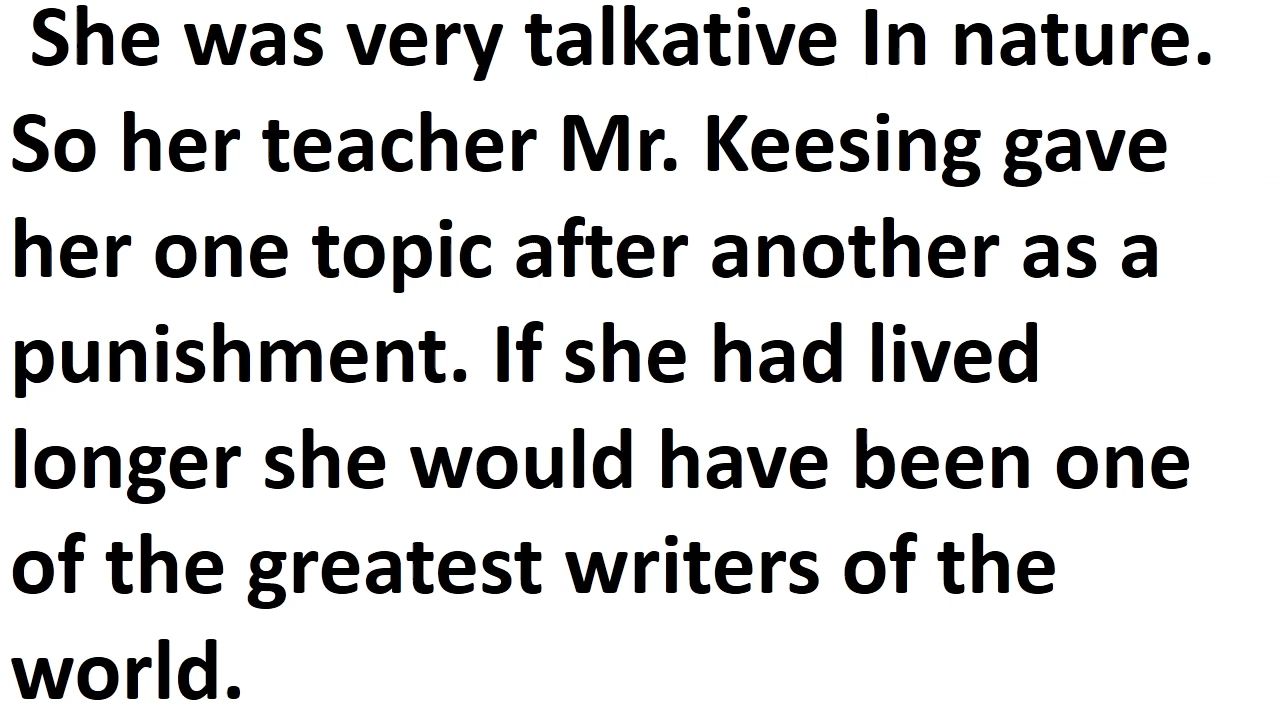 She was very talkative In nature.
So her teacher Mr. Keesing gave
her one topic after another as a
punishment. If she had lived
longer she would have been one
of the greatest writers of the
world.